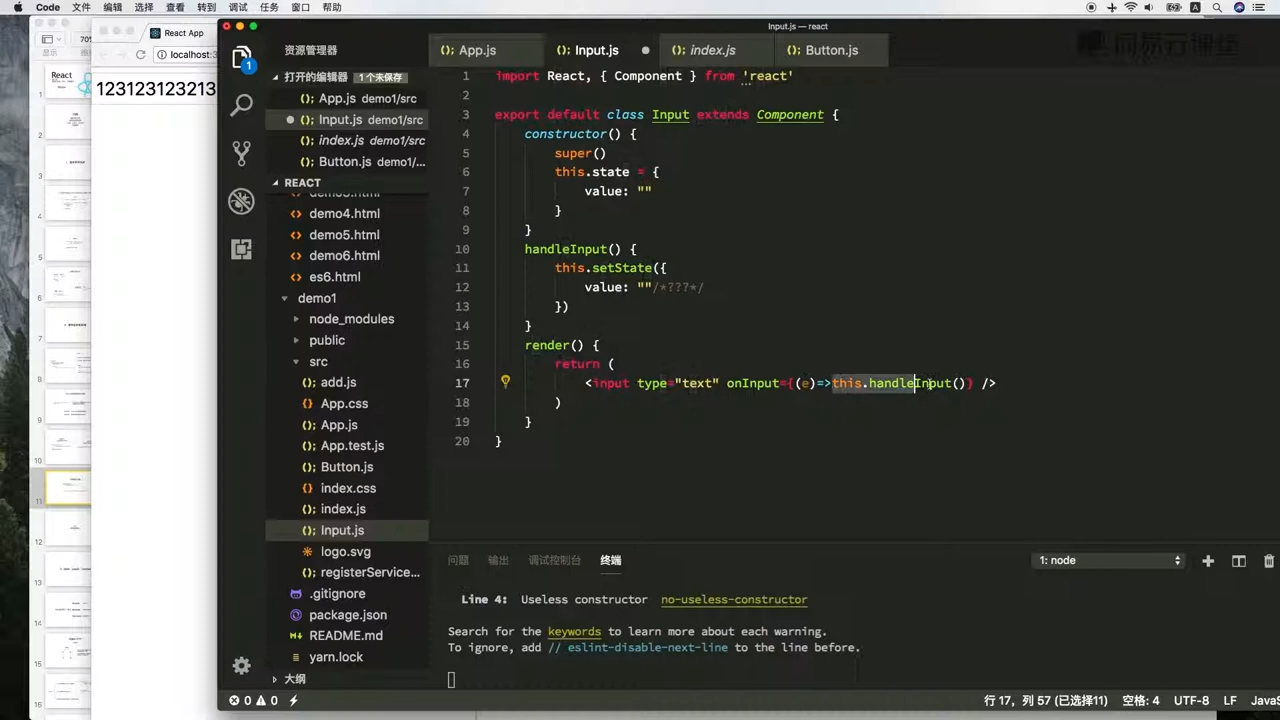 Code 文件 编辑 选择 查看 转到 调试 任务 窗口 帮助
Input.js — react
React App
localhost:3
70%
React
123123123213
资源管理器
打开的编辑器 1 个未保存
App.js demo1/src
Input.js demo1/src
index.js demo1/src
Button.js demo1/...
REACT
demo3.html
demo4.html
demo5.html
demo6.html
es6.html
demo1
node_modules
public
src
add.js
App.css
App.js
App.test.js
Button.js
index.css
index.js
Input.js
logo.svg
registerService...
.gitignore
package.json
README.md
yarn.lock
大纲
App.js Input.js index.js Button.js
1 import React, { Component } from 'react'
2
3 export default class Input extends Component {
4 constructor() {
5 super()
6 this.state = {
7 value: ""
8 }
9 }
10 handleInput() {
11 this.setState({
12 value: ""/*???*/
13 })
14 }
15 render() {
16 return (
17 <input type="text" onInput={(e)=>this.handleInput()} />
18 )
19 }
20 }
问题 输出 调试控制台 终端 1: node
Line 4: Useless constructor no-useless-constructor
Search for the keywords to learn more about each warning.
To ignore, add // eslint-disable-next-line to the line before.
0 0 行 17，列 57 (已选择11) 空格: 4 UTF-8 LF JavaS
网易云课堂